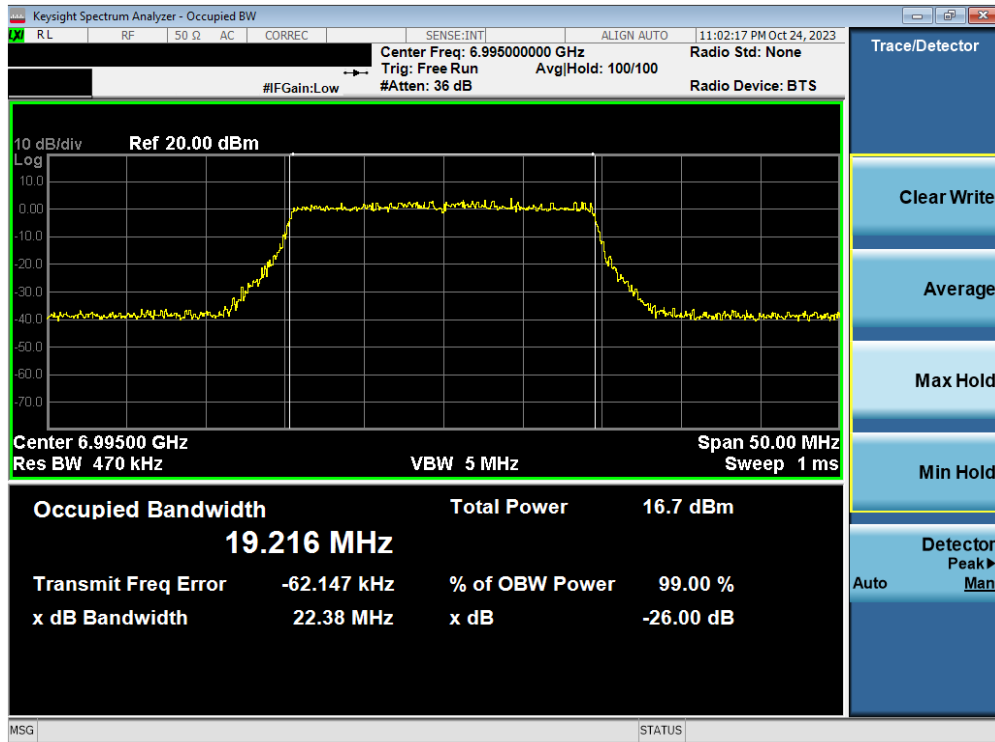 Keysight Spectrum Analyzer - Occupied BW
LXI RL RF 50 Ω AC CORREC SENSE:INT ALIGN AUTO 11:02:17 PM Oct 24, 2023
Center Freq: 6.995000000 GHz Radio Std: None
Trig: Free Run Avg|Hold: 100/100
#IFGain:Low #Atten: 36 dB Radio Device: BTS
10 dB/div Ref 20.00 dBm
Log
10.0
0.00
-10.0
-20.0
-30.0
-40.0
-50.0
-60.0
-70.0
Center 6.99500 GHz Span 50.00 MHz
Res BW 470 kHz VBW 5 MHz Sweep 1 ms
Occupied Bandwidth Total Power 16.7 dBm
19.216 MHz
Transmit Freq Error -62.147 kHz % of OBW Power 99.00 %
x dB Bandwidth 22.38 MHz x dB -26.00 dB
MSG STATUS
Trace/Detector
Clear Write
Average
Max Hold
Min Hold
Detector
Peak▶
Auto Man